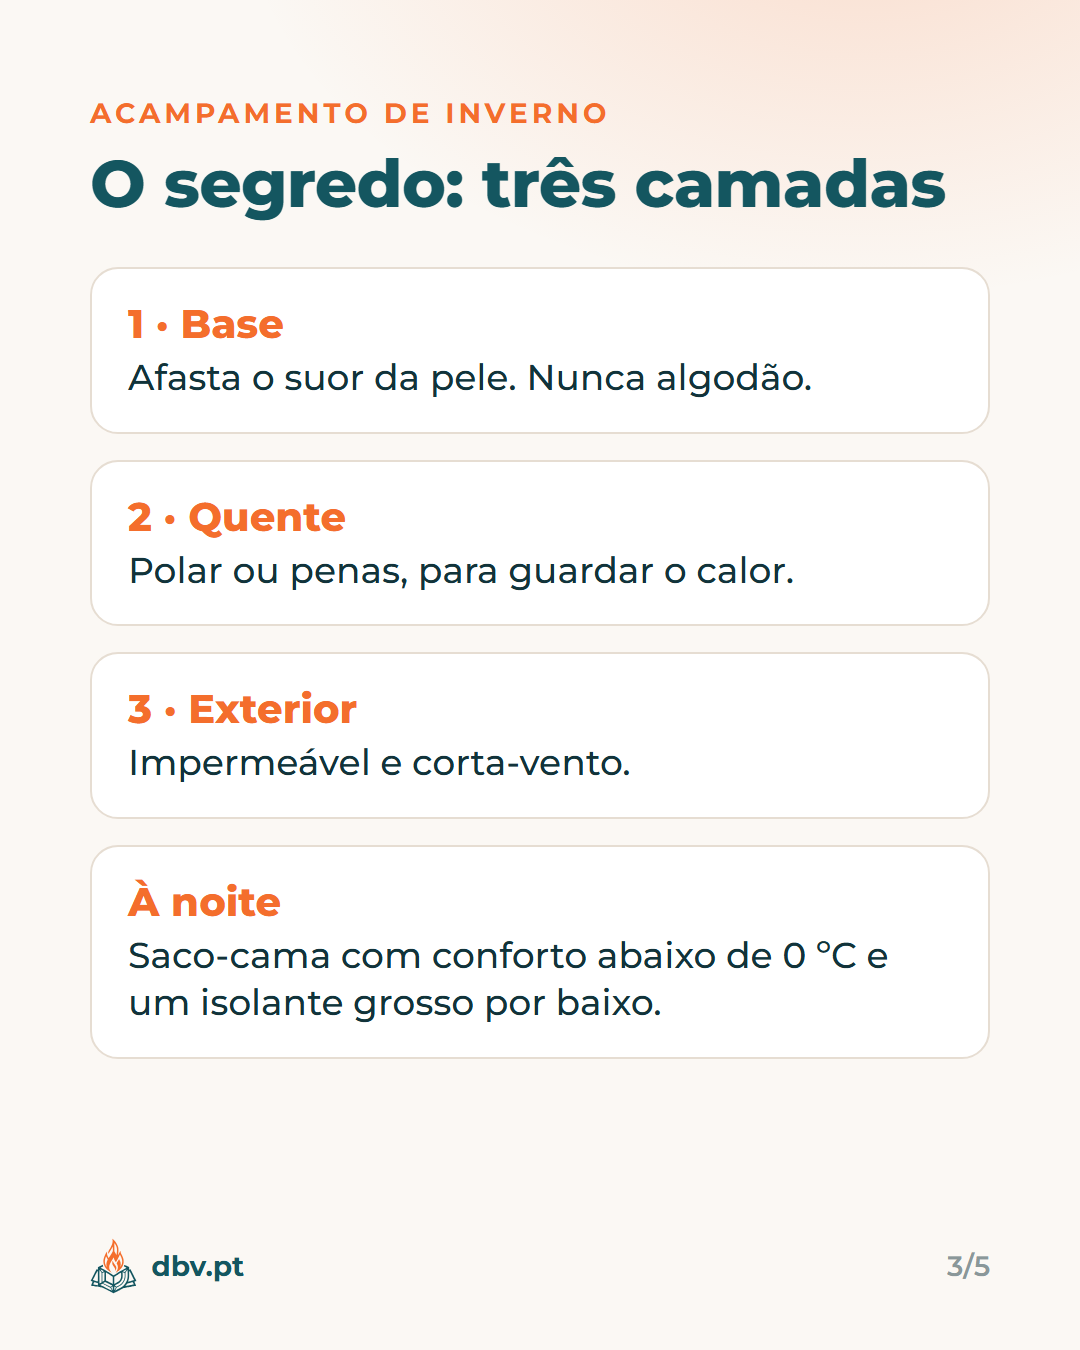 ACAMPAMENTO DE INVERNO
O segredo: três camadas
1 · Base
Afasta o suor da pele. Nunca algodão.
2 · Quente
Polar ou penas, para guardar o calor.
3 · Exterior
Impermeável e corta-vento.
À noite
Saco-cama com conforto abaixo de 0 ºC e
um isolante grosso por baixo.
dbv.pt
3/5